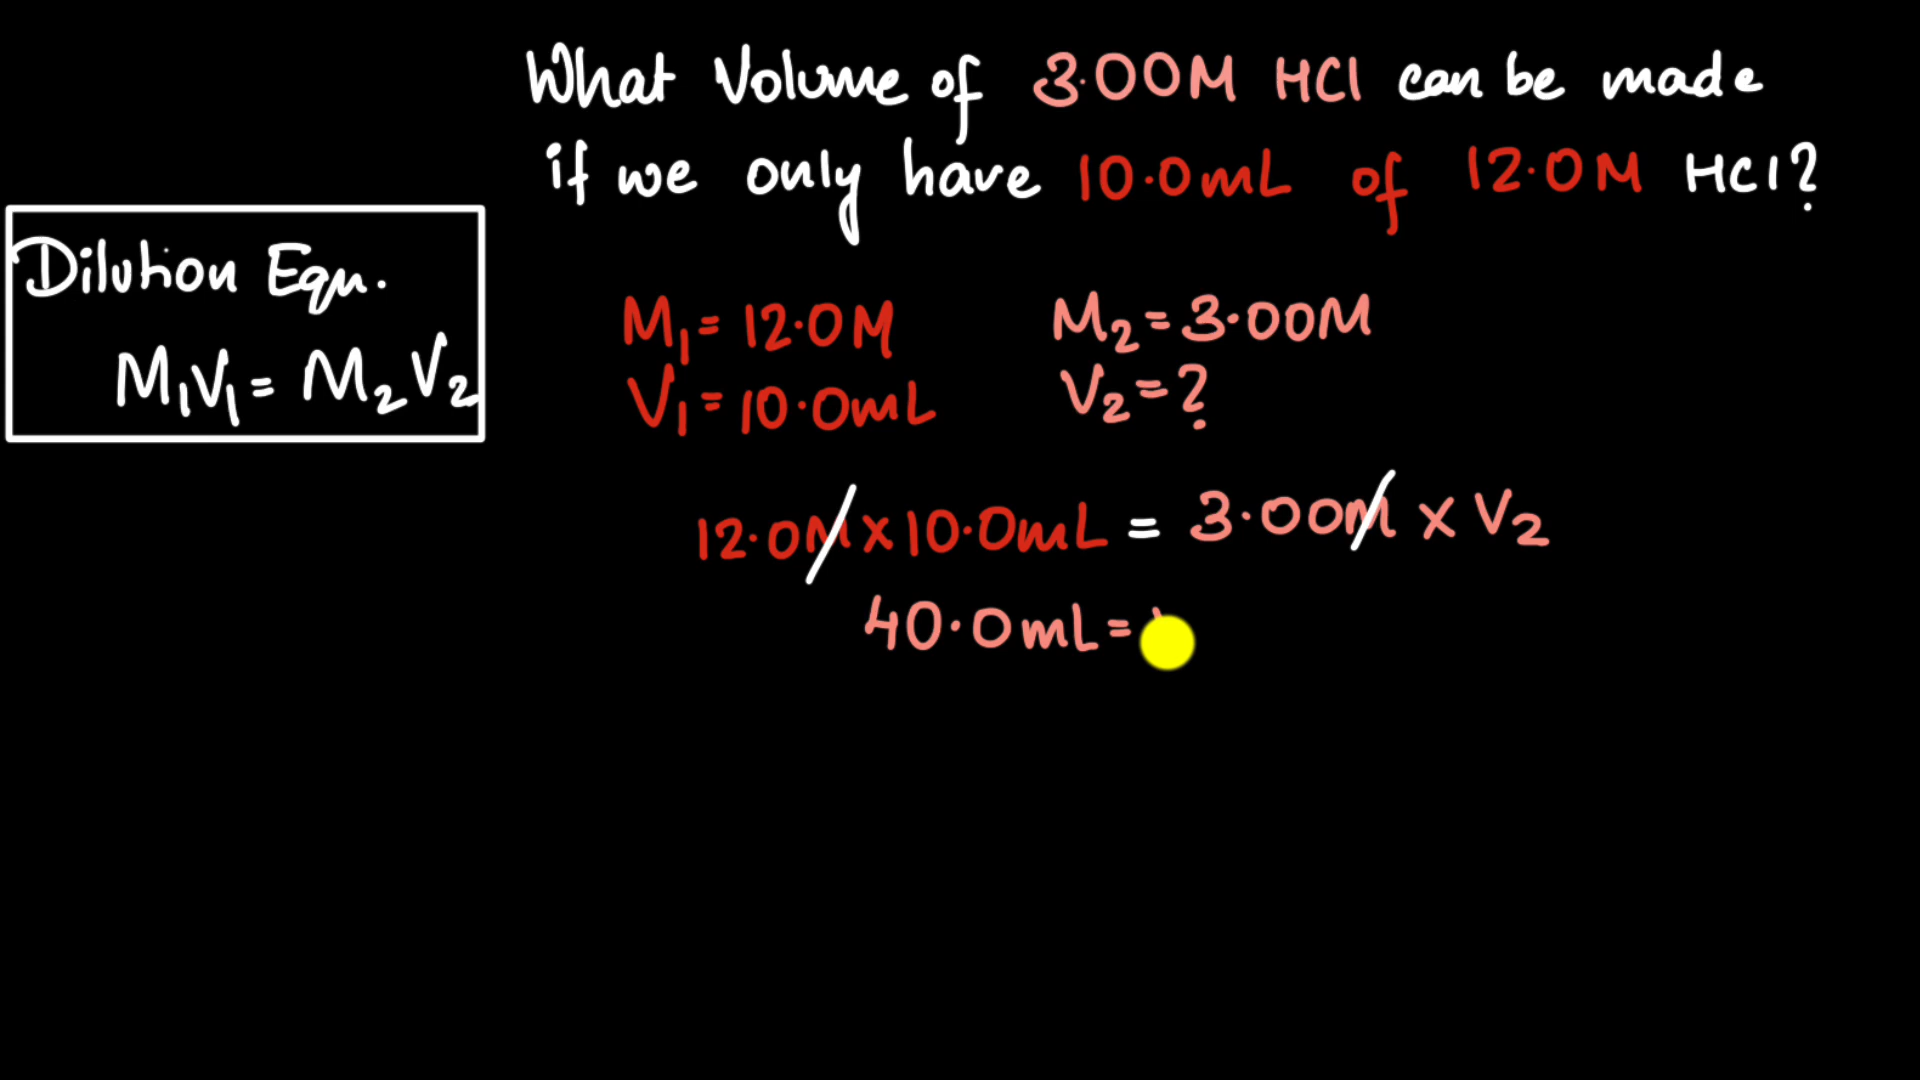 What Volume of 3.00M HCl can be made
if we only have 10.0mL of 12.0M HCl?
Dilution Eqn.
M₁V₁ = M₂V₂
M₁ = 12.0M
M₂ = 3.00M
V₁ = 10.0mL
V₂ = ?
12.0M x 10.0mL = 3.00M x V₂
40.0mL =